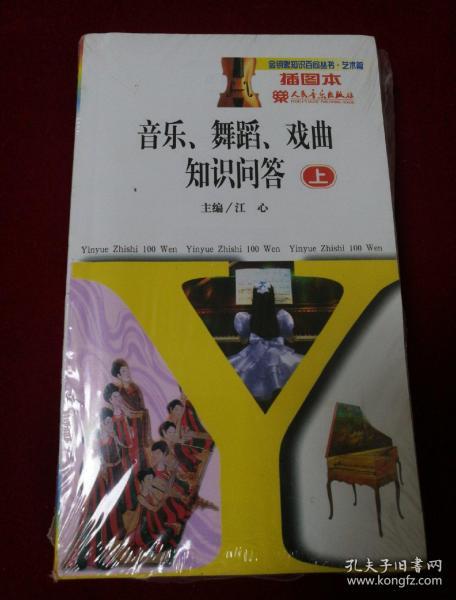 金钥匙知识百问丛书·艺术篇
插图本
人民音乐出版社
音乐、舞蹈、戏曲
知识问答 上
主编/江 心
Yinyue Zhishi 100 Wen Yinyue Zhishi 100 Wen Yinyue Zhishi 100 Wen
Y
孔夫子旧书网
www.kongfz.com